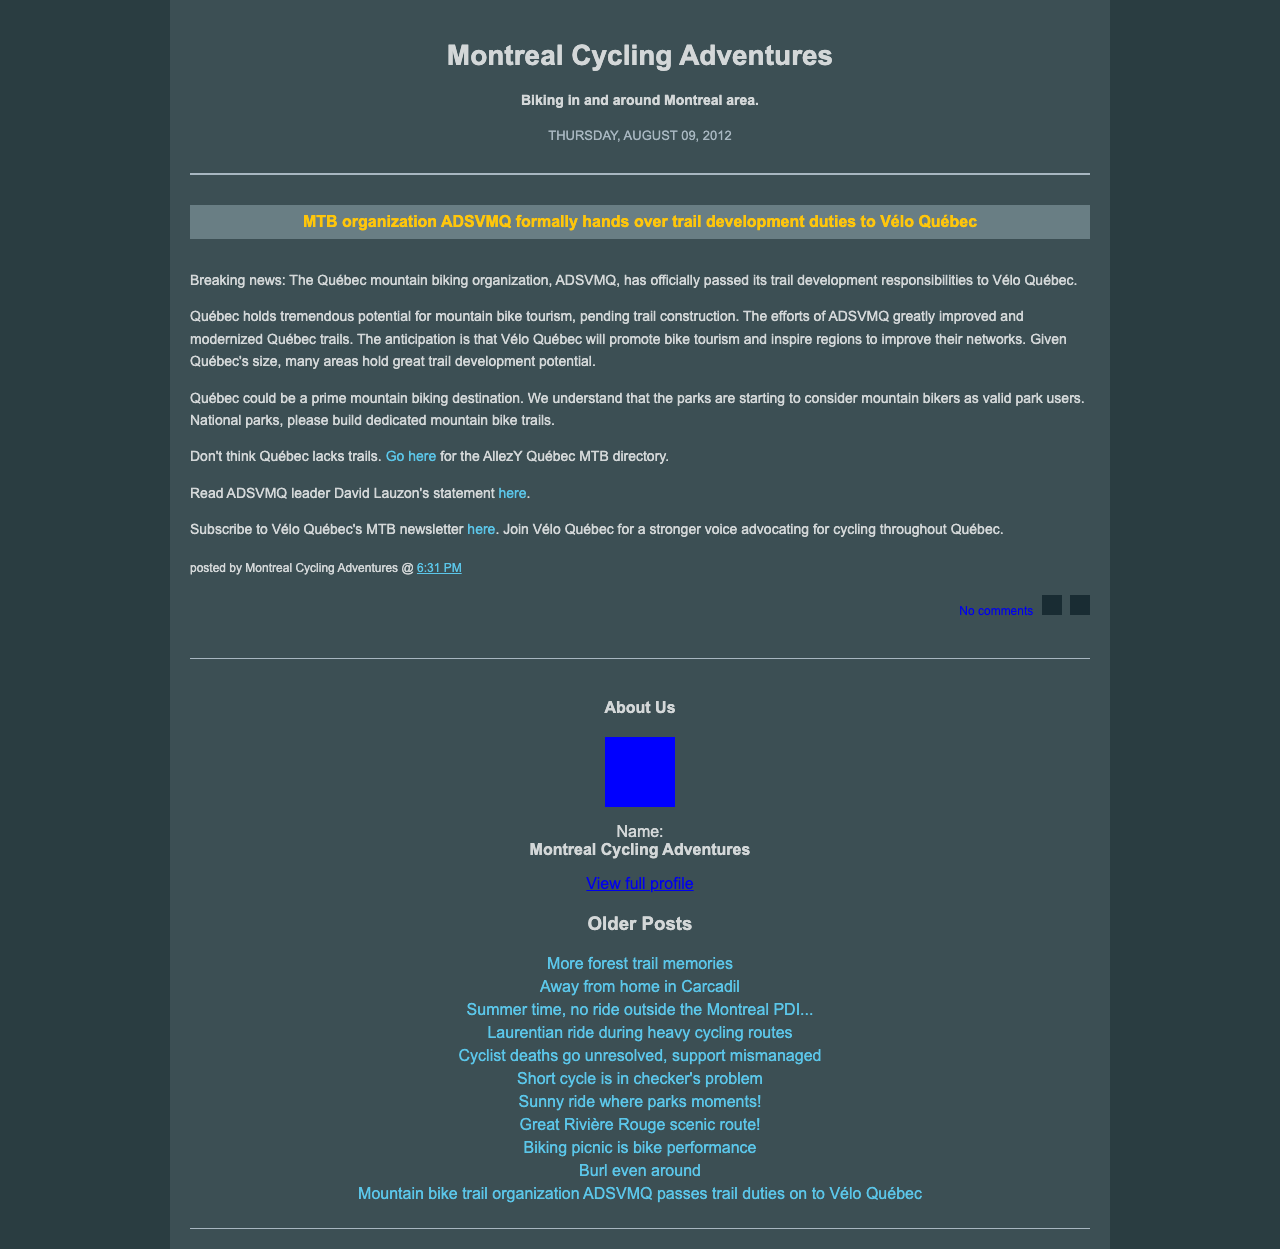 Montreal Cycling Adventures
Biking in and around Montreal area.
THURSDAY, AUGUST 09, 2012
MTB organization ADSVMQ formally hands over trail development duties to Vélo Québec
Breaking news: The Québec mountain biking organization, ADSVMQ, has officially passed its trail development responsibilities to Vélo Québec.
Québec holds tremendous potential for mountain bike tourism, pending trail construction. The efforts of ADSVMQ greatly improved and
modernized Québec trails. The anticipation is that Vélo Québec will promote bike tourism and inspire regions to improve their networks. Given
Québec's size, many areas hold great trail development potential.
Québec could be a prime mountain biking destination. We understand that the parks are starting to consider mountain bikers as valid park users.
National parks, please build dedicated mountain bike trails.
Don't think Québec lacks trails. Go here for the AllezY Québec MTB directory.
Read ADSVMQ leader David Lauzon's statement here.
Subscribe to Vélo Québec's MTB newsletter here. Join Vélo Québec for a stronger voice advocating for cycling throughout Québec.
posted by Montreal Cycling Adventures @ 6:31 PM
No comments
About Us
Name:
Montreal Cycling Adventures
View full profile
Older Posts
More forest trail memories
Away from home in Carcadil
Summer time, no ride outside the Montreal PDI...
Laurentian ride during heavy cycling routes
Cyclist deaths go unresolved, support mismanaged
Short cycle is in checker's problem
Sunny ride where parks moments!
Great Rivière Rouge scenic route!
Biking picnic is bike performance
Burl even around
Mountain bike trail organization ADSVMQ passes trail duties on to Vélo Québec